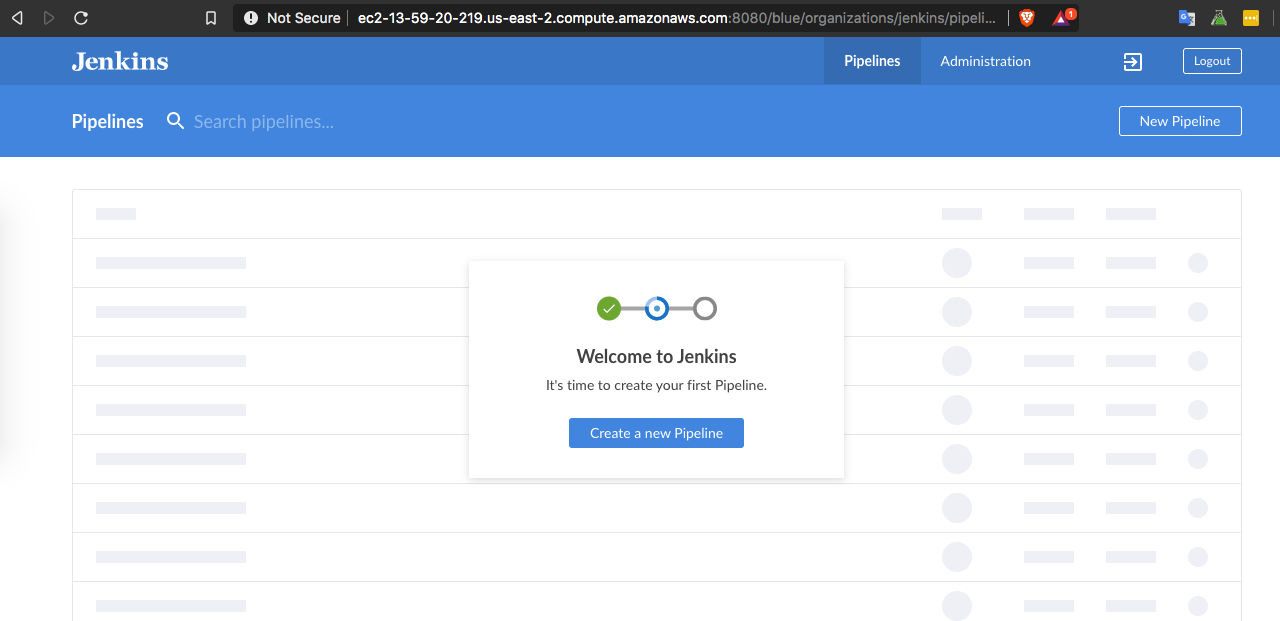 Not Secure ec2-13-59-20-219.us-east-2.compute.amazonaws.com:8080/blue/organizations/jenkins/pipeli... 1
Jenkins Pipelines Administration Logout
Pipelines Search pipelines... New Pipeline
Welcome to Jenkins
It's time to create your first Pipeline.
Create a new Pipeline